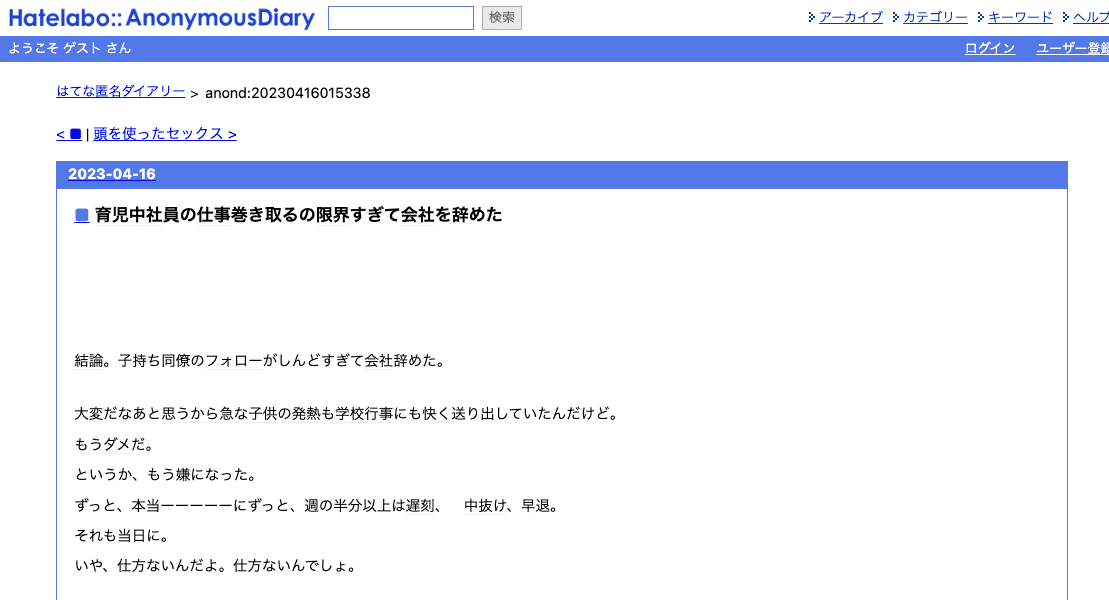 Hatelabo::AnonymousDiary 検索 アーカイブ カテゴリー キーワード ヘルプ
ようこそ ゲスト さん ログイン ユーザー登録
はてな匿名ダイアリー > anond:20230416015338
< ■ | 頭を使ったセックス >
2023-04-16
■ 育児中社員の仕事巻き取るの限界すぎて会社を辞めた
結論。子持ち同僚のフォローがしんどすぎて会社辞めた。
大変だなあと思うから急な子供の発熱も学校行事にも快く送り出していたんだけど。
もうダメだ。
というか、もう嫌になった。
ずっと、本当ーーーーーにずっと、週の半分以上は遅刻、　中抜け、早退。
それも当日に。
いや、仕方ないんだよ。仕方ないんでしょ。